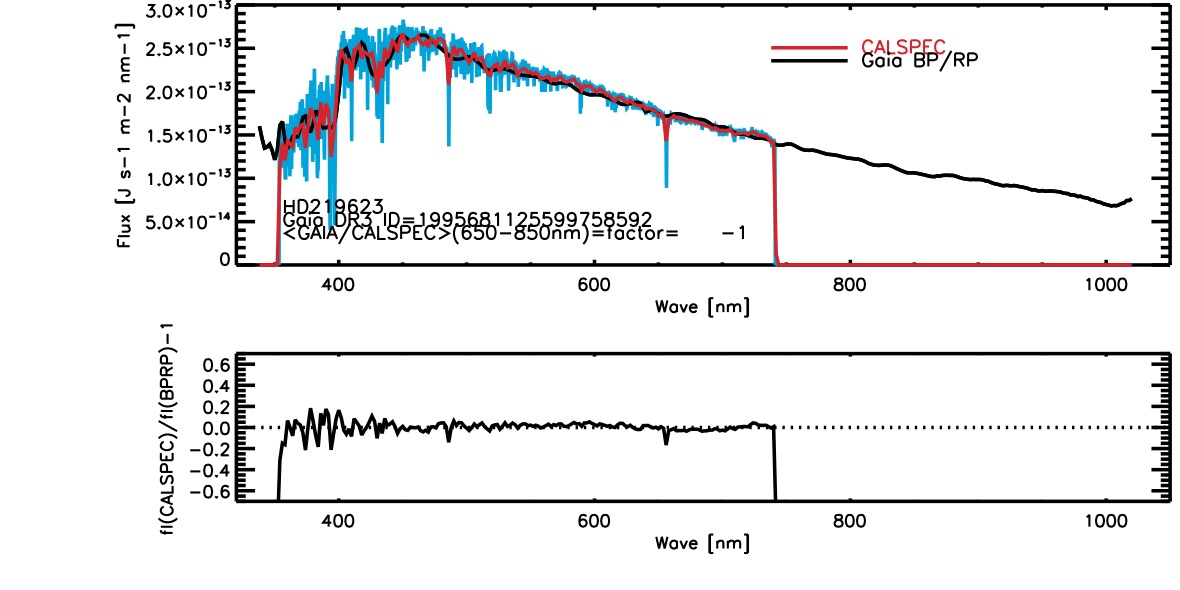 3.0×10−13
2.5×10−13
2.0×10−13
1.5×10−13
1.0×10−13
5.0×10−14
0
Flux [J s−1 m−2 nm−1]
CALSPEC
Gaia BP/RP
HD219623
Gaia DR3 ID=1995681125599758592
<GAIA/CALSPEC>(650−850nm)=factor= −1
400 600 800 1000
Wave [nm]
fl(CALSPEC)/fl(BPRP)−1
0.6
0.4
0.2
0.0
−0.2
−0.4
−0.6
400 600 800 1000
Wave [nm]